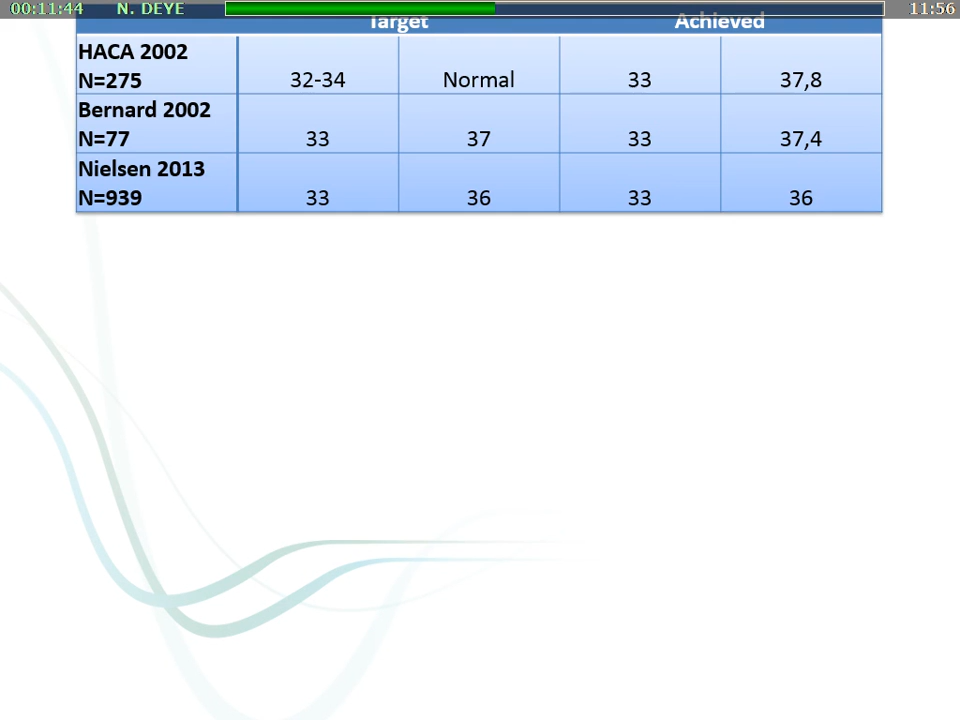 00:11:44 N. DEYE 11:56
Target Achieved
HACA 2002
N=275 32-34 Normal 33 37,8
Bernard 2002
N=77 33 37 33 37,4
Nielsen 2013
N=939 33 36 33 36